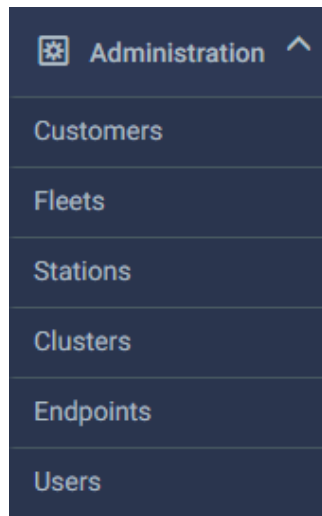 Administration
Customers
Fleets
Stations
Clusters
Endpoints
Users